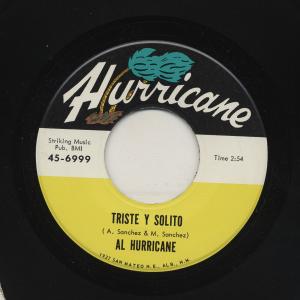 Hurricane
Striking Music
Pub. BMI
45-6999
Time 2:54
TRISTE Y SOLITO
( A. Sanchez & M. Sanchez)
AL HURRICANE
1927 SAN MATEO N.E., ALB., N.M.